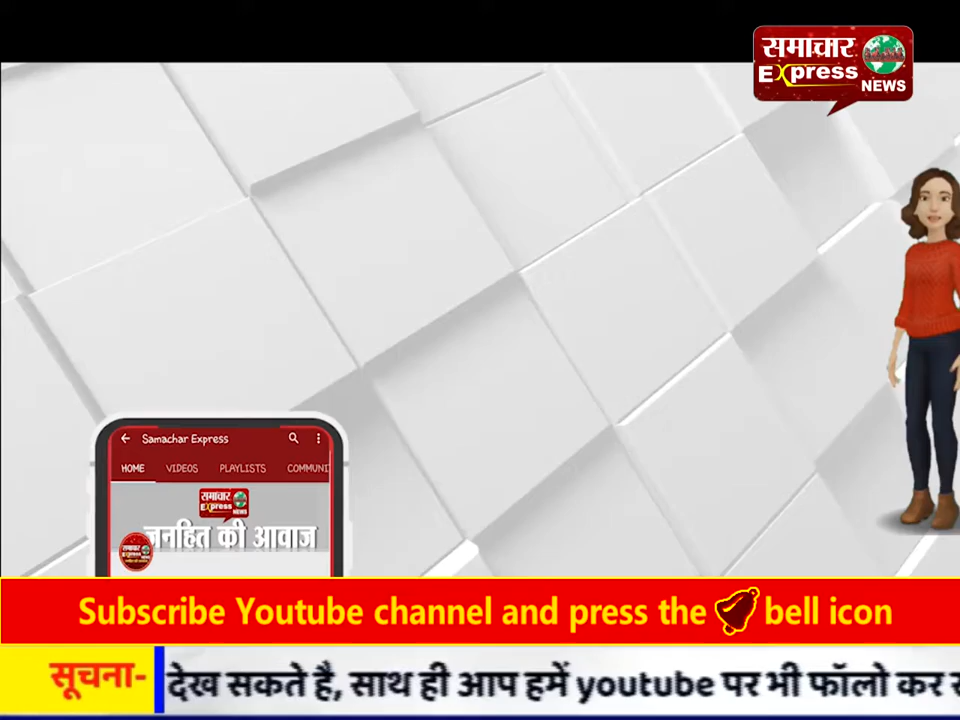 समाचार
Express
NEWS
Samachar Express
HOME VIDEOS PLAYLISTS COMMUNI
समाचार
Express
NEWS
जनहित की आवाज
Subscribe Youtube channel and press the bell icon
सूचना- देख सकते है, साथ ही आप हमें youtube पर भी फॉलो कर